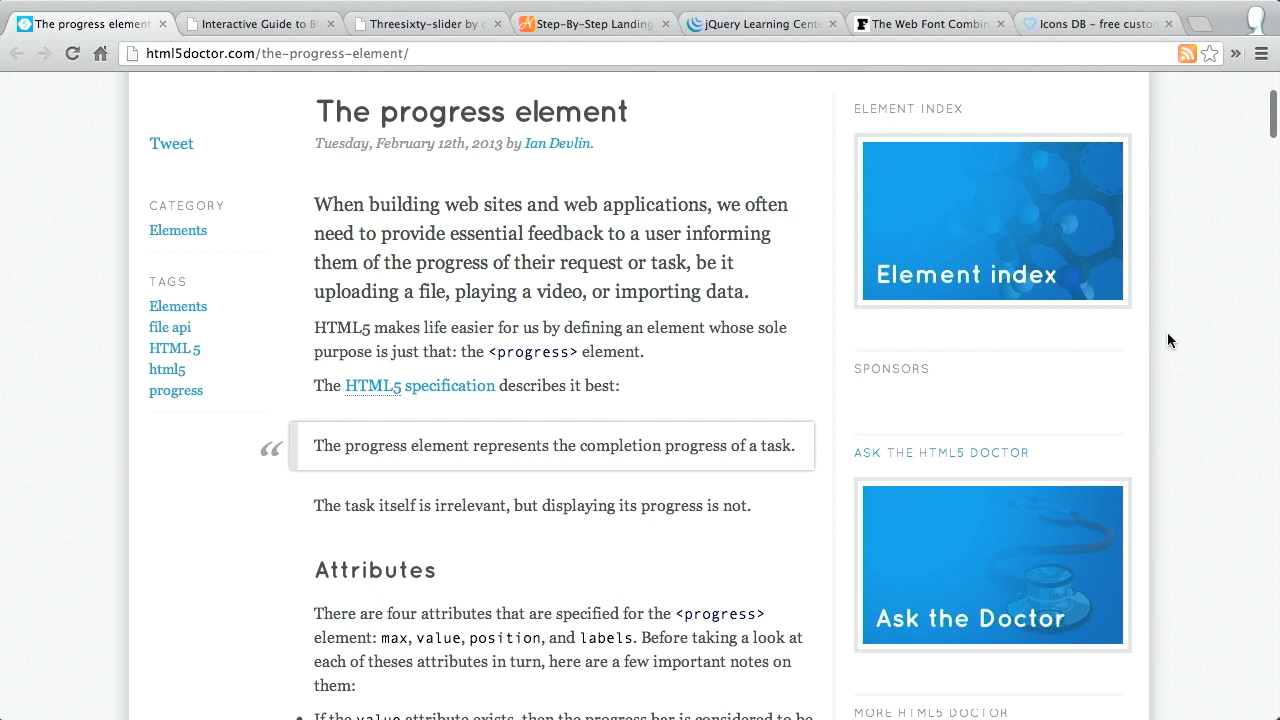 The progress element
Interactive Guide to Bl
Threesixty-slider by c
Step-By-Step Landing
jQuery Learning Cente
The Web Font Combin
Icons DB – free custom
html5doctor.com/the-progress-element/
The progress element
Tuesday, February 12th, 2013 by Ian Devlin.
Tweet
CATEGORY
Elements
TAGS
Elements
file api
HTML 5
html5
progress
When building web sites and web applications, we often
need to provide essential feedback to a user informing
them of the progress of their request or task, be it
uploading a file, playing a video, or importing data.
HTML5 makes life easier for us by defining an element whose sole
purpose is just that: the <progress> element.
The HTML5 specification describes it best:
“
The progress element represents the completion progress of a task.
The task itself is irrelevant, but displaying its progress is not.
Attributes
There are four attributes that are specified for the <progress>
element: max, value, position, and labels. Before taking a look at
each of theses attributes in turn, here are a few important notes on
them:
• If the value attribute exists, then the progress bar is considered to be
ELEMENT INDEX
Element index
SPONSORS
ASK THE HTML5 DOCTOR
Ask the Doctor
MORE HTML5 DOCTOR